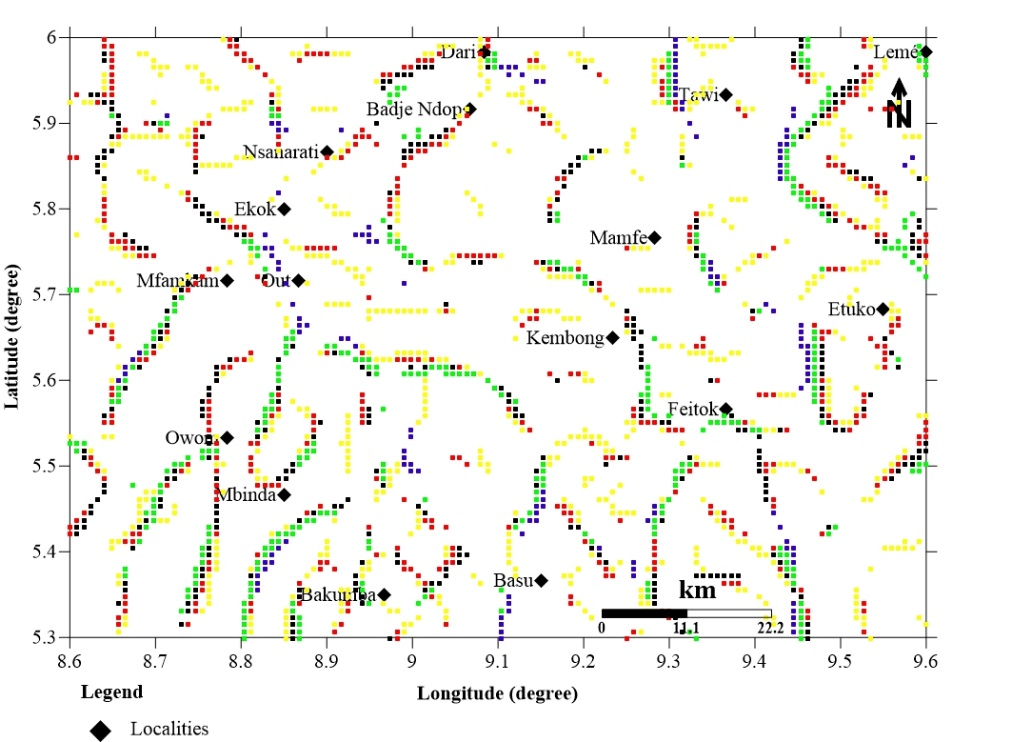 6
Dari
Leme
Tawi
Badje Ndop
N
5.9
Nsanarati
5.8
Ekok
Mamfe
Mfamkam
Out
5.7
Etuko
Kembong
5.6
Feitok
Owon
5.5
Mbinda
5.4
Basu
km
Bakumba
0
11.1
22.2
5.3
8.6
8.7
8.8
8.9
9
9.1
9.2
9.3
9.4
9.5
9.6
Latitude (degree)
Legend
Longitude (degree)
Localities